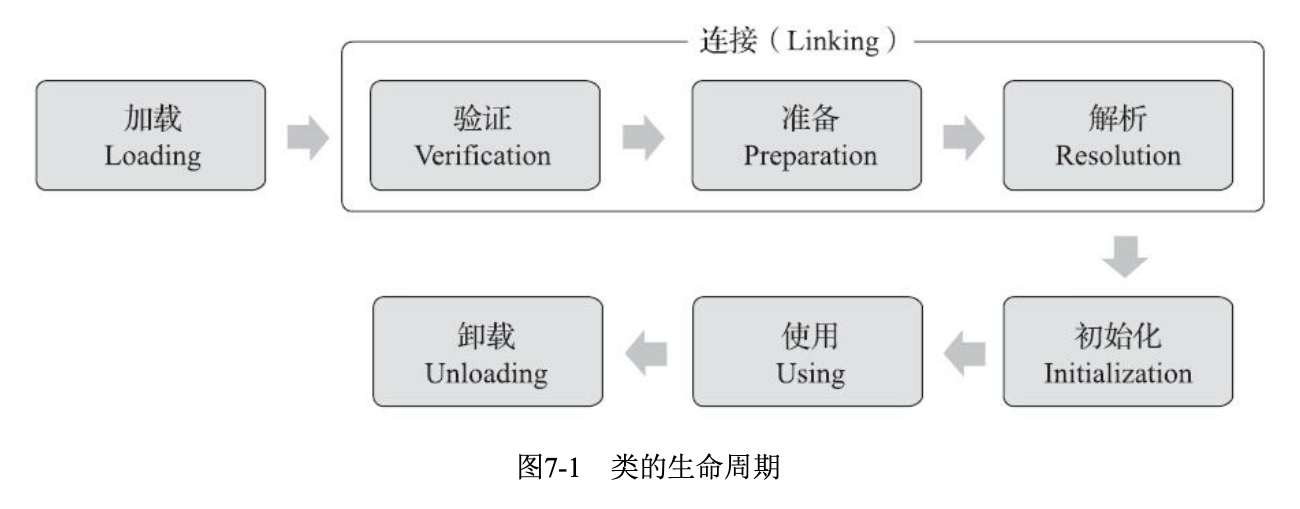 连接（Linking）
加载
Loading
验证
Verification
准备
Preparation
解析
Resolution
初始化
Initialization
使用
Using
卸载
Unloading
图7-1 类的生命周期